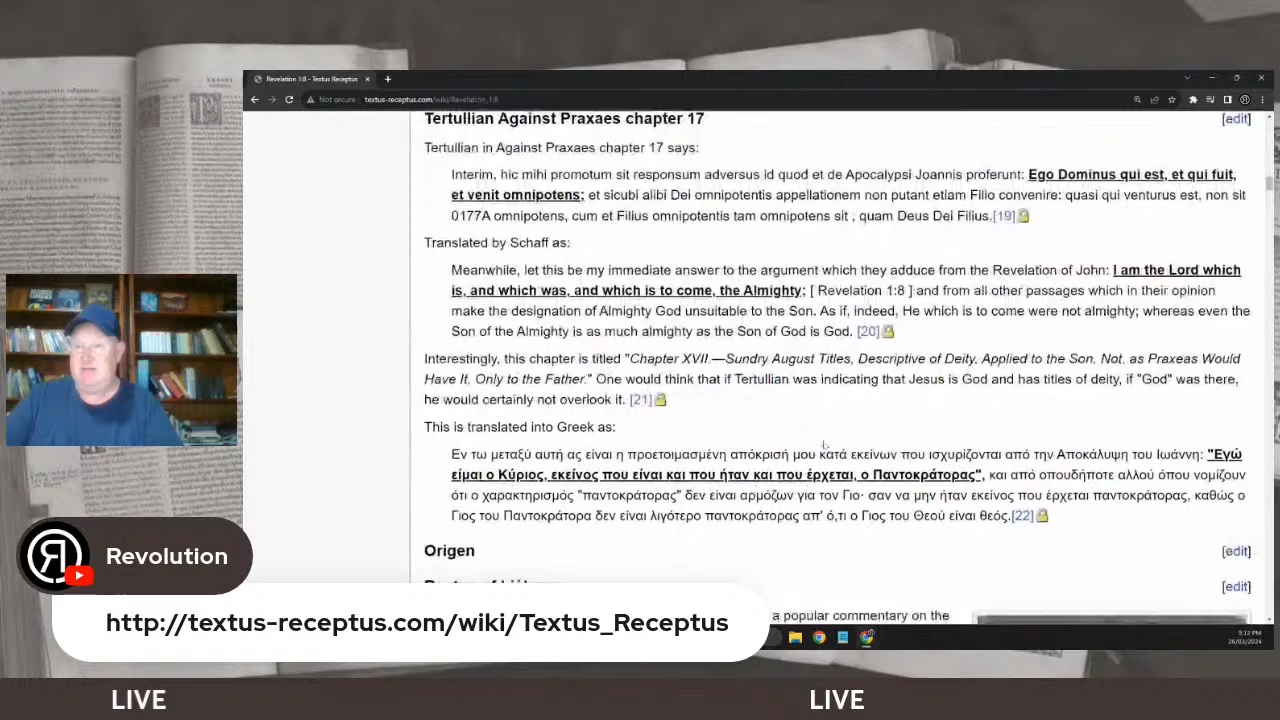 Revelation 1:8 - Textus Receptus
Not secure
textus-receptus.com/wiki/Revelation_1:8
Tertullian Against Praxaes chapter 17
[edit]
Tertullian in Against Praxaes chapter 17 says:
Interim, hic mihi promotum sit responsum adversus id quod et de Apocalypsi Joannis proferunt: Ego Dominus qui est, et qui fuit,
et venit omnipotens; et sicubi alibi Dei omnipotentis appellationem non putant etiam Filio convenire: quasi qui venturus est, non sit
0177A omnipotens, cum et Filius omnipotentis tam omnipotens sit , quam Deus Dei Filius.[19]
Translated by Schaff as:
Meanwhile, let this be my immediate answer to the argument which they adduce from the Revelation of John: I am the Lord which
is, and which was, and which is to come, the Almighty; [ Revelation 1:8 ] and from all other passages which in their opinion
make the designation of Almighty God unsuitable to the Son. As if, indeed, He which is to come were not almighty; whereas even the
Son of the Almighty is as much almighty as the Son of God is God. [20]
Interestingly, this chapter is titled "Chapter XVII.—Sundry August Titles, Descriptive of Deity, Applied to the Son, Not, as Praxeas Would
Have It, Only to the Father." One would think that if Tertullian was indicating that Jesus is God and has titles of deity, if "God" was there,
he would certainly not overlook it. [21]
This is translated into Greek as:
Εν τω μεταξύ αυτή ας είναι η προετοιμασμένη απόκρισή μου κατά εκείνων που ισχυρίζονται από την Αποκάλυψη του Ιωάννη: "Εγώ
είμαι ο Κύριος, εκείνος που είναι και που ήταν και που έρχεται, ο Παντοκράτορας", και από οπουδήποτε αλλού όπου νομίζουν
ότι ο χαρακτηρισμός "παντοκράτορας" δεν είναι αρμόζων για τον Γιο· σαν να μην ήταν εκείνος που έρχεται παντοκράτορας, καθώς ο
Γιος του Παντοκράτορα δεν είναι λιγότερο παντοκράτορας απ' ό,τι ο Γιος του Θεού είναι θεός.[22]
Origen
[edit]
[edit]
a popular commentary on the
Revolution
http://textus-receptus.com/wiki/Textus_Receptus
9:12 PM
26/03/2024
LIVE
LIVE